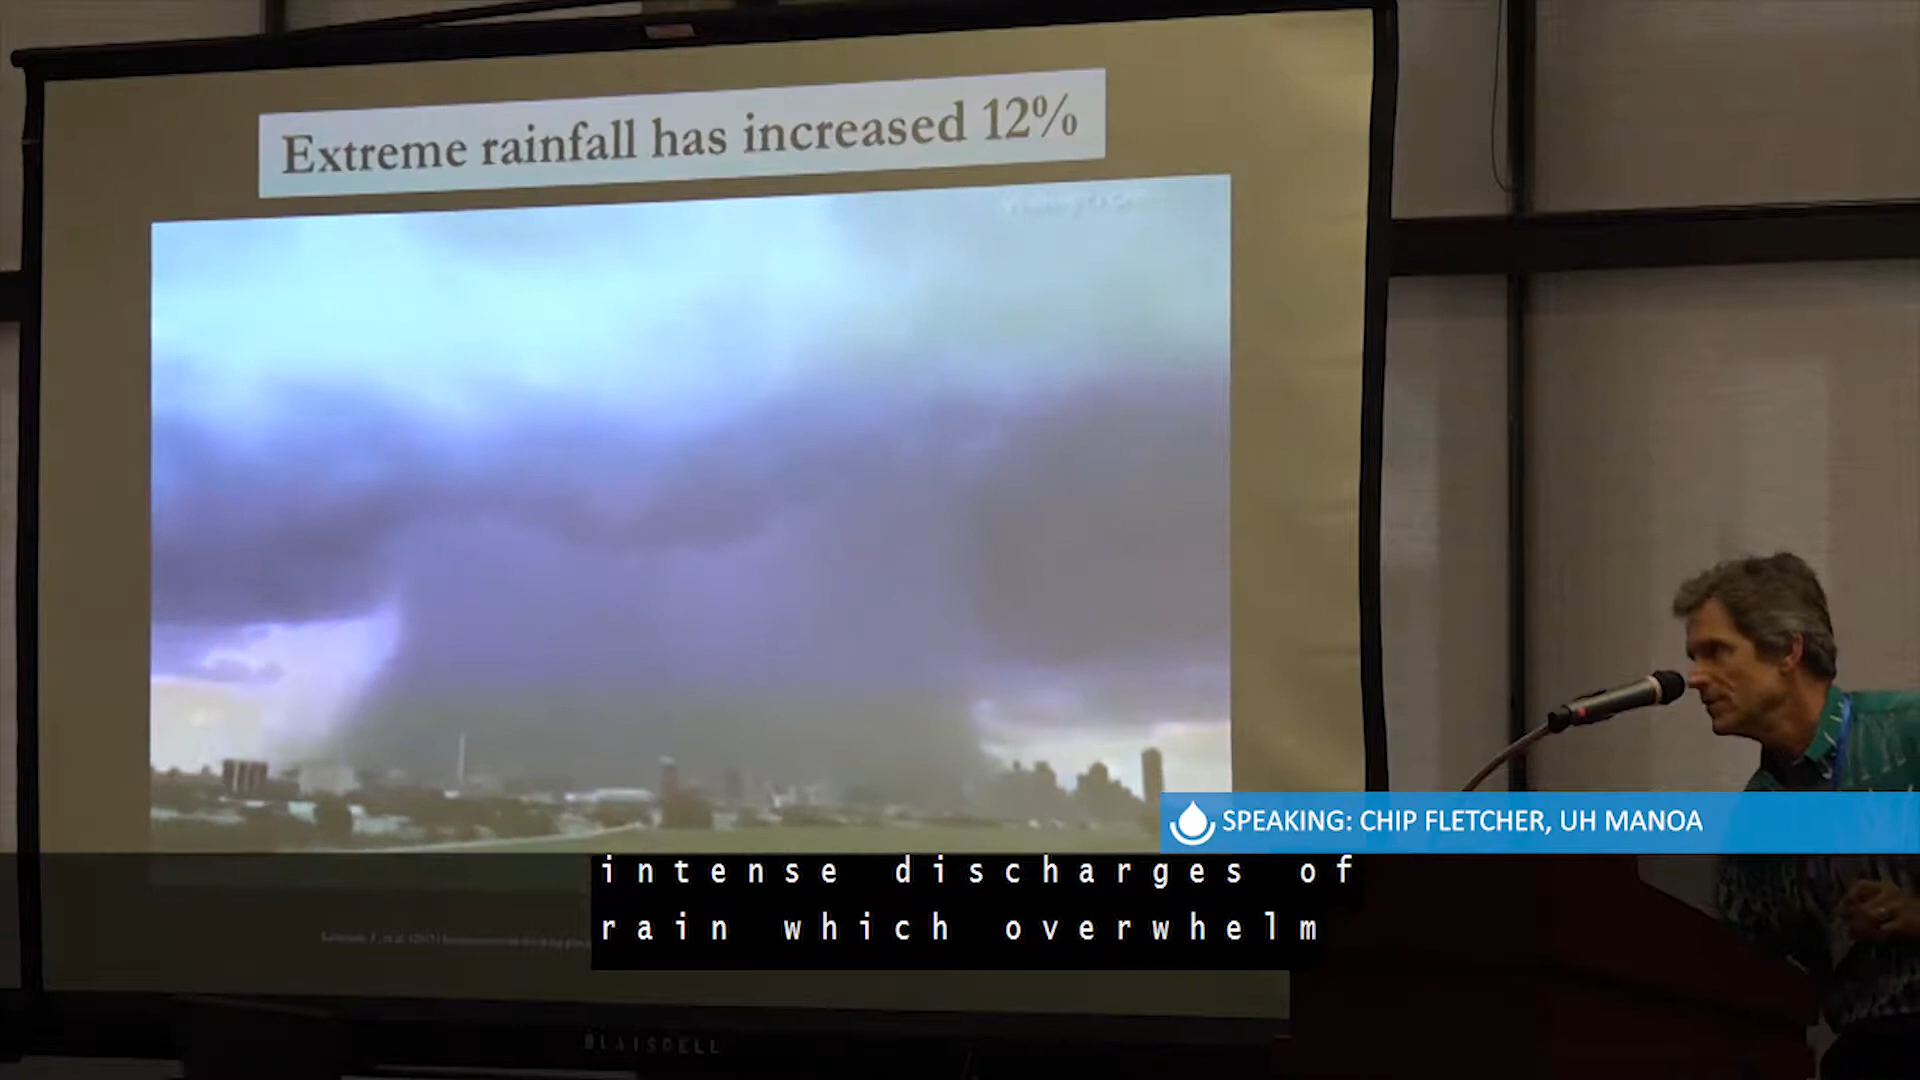 Extreme rainfall has increased 12%
SPEAKING: CHIP FLETCHER, UH MANOA
intense discharges of
rain which overwhelm
BLAISDELL